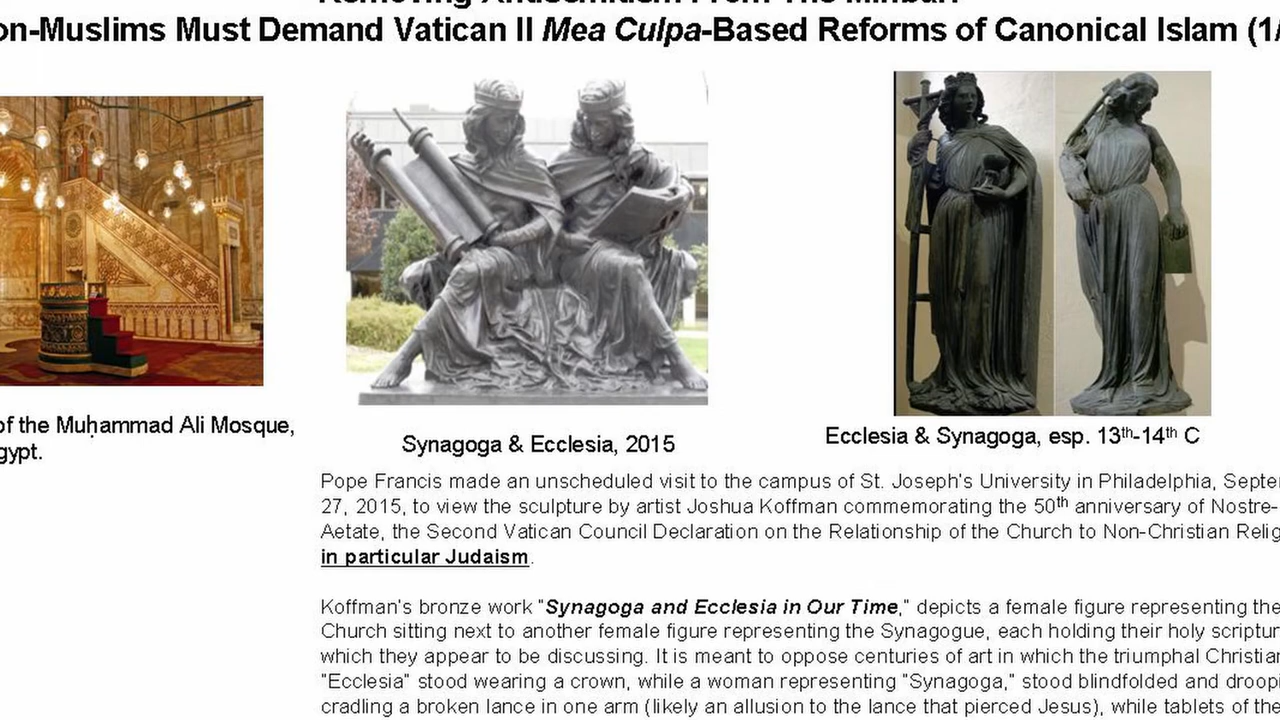 Removing Antisemitism From The Minbar:
on-Muslims Must Demand Vatican II Mea Culpa-Based Reforms of Canonical Islam (1/
of the Muḥammad Ali Mosque,
gypt.
Synagoga & Ecclesia, 2015
Ecclesia & Synagoga, esp. 13th-14th C
Pope Francis made an unscheduled visit to the campus of St. Joseph's University in Philadelphia, Septe
27, 2015, to view the sculpture by artist Joshua Koffman commemorating the 50th anniversary of Nostre-
Aetate, the Second Vatican Council Declaration on the Relationship of the Church to Non-Christian Relig
in particular Judaism.
Koffman's bronze work "Synagoga and Ecclesia in Our Time," depicts a female figure representing the
Church sitting next to another female figure representing the Synagogue, each holding their holy scriptur
which they appear to be discussing. It is meant to oppose centuries of art in which the triumphal Christian
"Ecclesia" stood wearing a crown, while a woman representing "Synagoga," stood blindfolded and droopi
cradling a broken lance in one arm (likely an allusion to the lance that pierced Jesus), while tablets of the